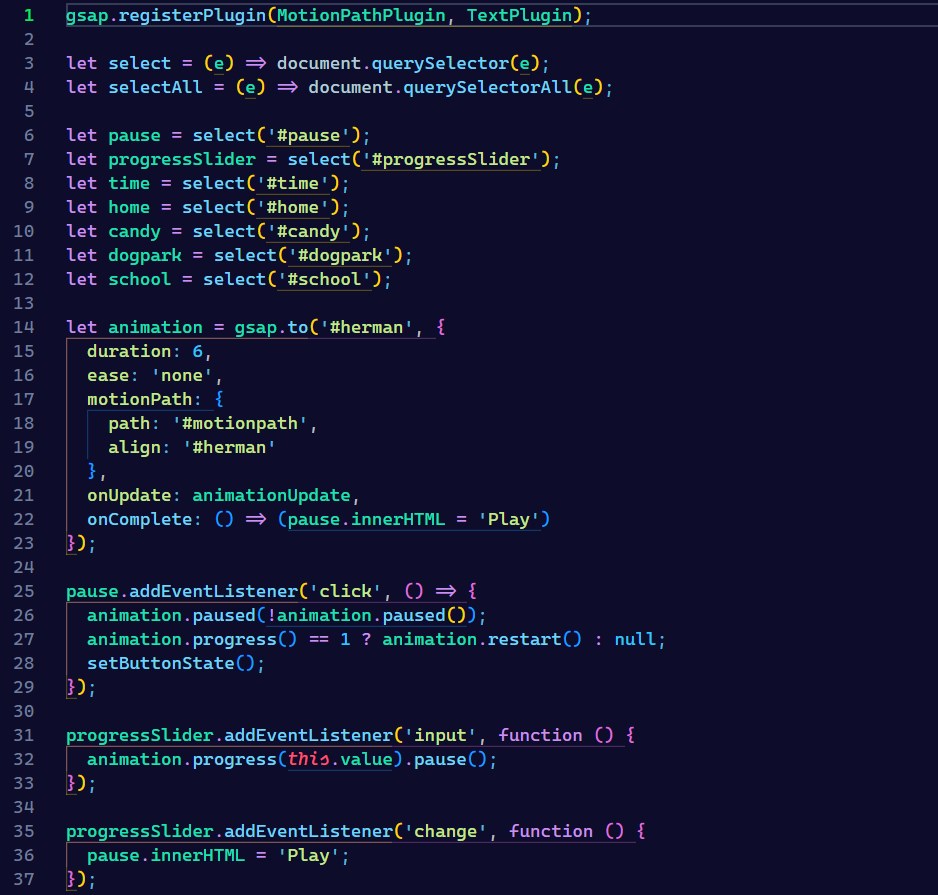 1 gsap.registerPlugin(MotionPathPlugin, TextPlugin);
2
3 let select = (e) => document.querySelector(e);
4 let selectAll = (e) => document.querySelectorAll(e);
5
6 let pause = select('#pause');
7 let progressSlider = select('#progressSlider');
8 let time = select('#time');
9 let home = select('#home');
10 let candy = select('#candy');
11 let dogpark = select('#dogpark');
12 let school = select('#school');
13
14 let animation = gsap.to('#herman', {
15   duration: 6,
16   ease: 'none',
17   motionPath: {
18     path: '#motionpath',
19     align: '#herman'
20   },
21   onUpdate: animationUpdate,
22   onComplete: () => (pause.innerHTML = 'Play')
23 });
24
25 pause.addEventListener('click', () => {
26   animation.paused(!animation.paused());
27   animation.progress() == 1 ? animation.restart() : null;
28   setButtonState();
29 });
30
31 progressSlider.addEventListener('input', function () {
32   animation.progress(this.value).pause();
33 });
34
35 progressSlider.addEventListener('change', function () {
36   pause.innerHTML = 'Play';
37 });